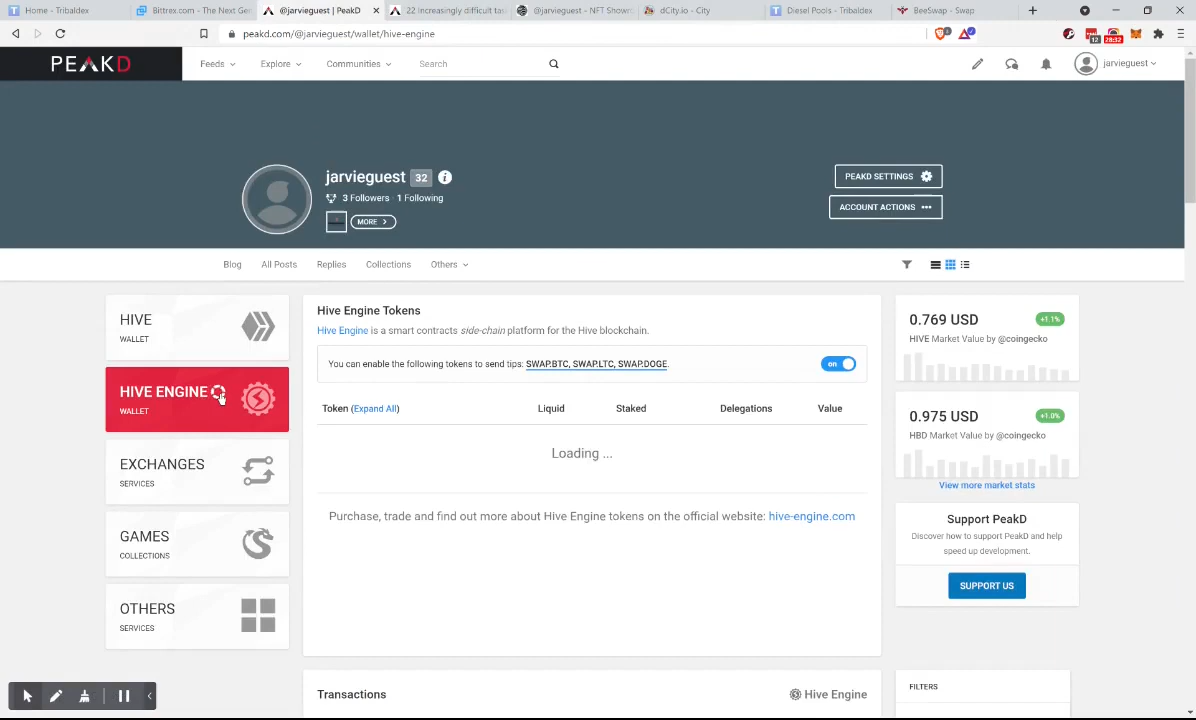 Home - Tribaldex
Bittrex.com - The Next Ge
@jarvieguest | PeakD
22 Increasingly difficult tas
@jarvieguest - NFT Showr
dCity.io - City
Diesel Pools - Tribaldex
BeeSwap - Swap
peakd.com/@jarvieguest/wallet/hive-engine
12
28:32
PEAKD
Feeds
Explore
Communities
Search
jarvieguest
jarvieguest 32
3 Followers · 1 Following
MORE >
PEAKD SETTINGS
ACCOUNT ACTIONS
Blog
All Posts
Replies
Collections
Others
HIVE
WALLET
HIVE ENGINE
WALLET
EXCHANGES
SERVICES
GAMES
COLLECTIONS
OTHERS
SERVICES
Hive Engine Tokens
Hive Engine is a smart contracts side-chain platform for the Hive blockchain.
You can enable the following tokens to send tips: SWAP.BTC, SWAP.LTC, SWAP.DOGE.
on
Token (Expand All) Liquid Staked Delegations Value
Loading ...
Purchase, trade and find out more about Hive Engine tokens on the official website: hive-engine.com
Transactions
Hive Engine
0.769 USD +1.1%
HIVE Market Value by @coingecko
0.975 USD +1.0%
HBD Market Value by @coingecko
View more market stats
Support PeakD
Discover how to support PeakD and help
speed up development.
SUPPORT US
FILTERS